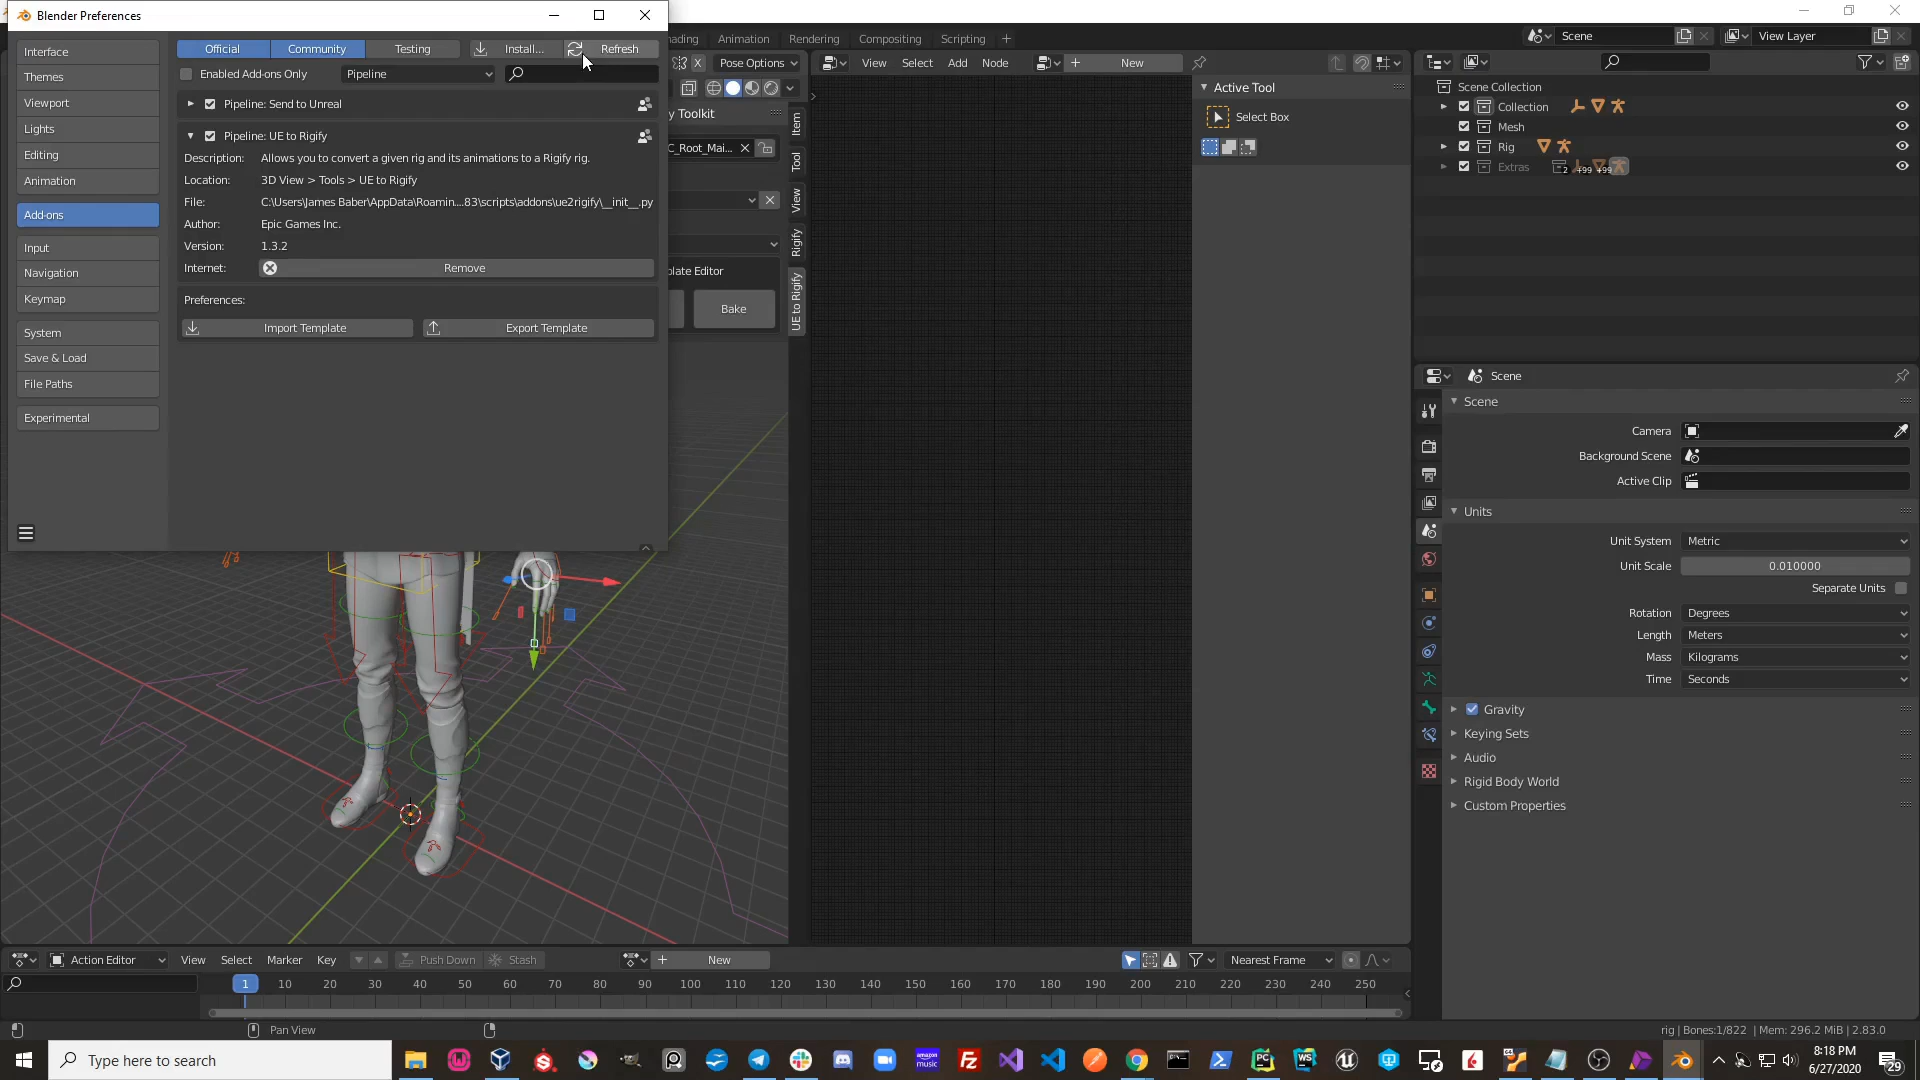 Blender Preferences
Interface
Themes
Viewport
Lights
Editing
Animation
Add-ons
Input
Navigation
Keymap
System
Save & Load
File Paths
Experimental
Official
Community
Testing
Install...
Refresh
Enabled Add-ons Only
Pipeline
Pipeline: Send to Unreal
Pipeline: UE to Rigify
Description: Allows you to convert a given rig and its animations to a Rigify rig.
Location: 3D View > Tools > UE to Rigify
File: C:\Users\James Baber\AppData\Roamin....83\scripts\addons\ue2rigify\__init__.py
Author: Epic Games Inc.
Version: 1.3.2
Internet: Remove
Preferences:
Import Template
Export Template
ading
Animation
Rendering
Compositing
Scripting
X
Pose Options
y Toolkit
C_Root_Mai...
late Editor
Bake
Item
Tool
View
Rigify
UE to Rigify
View
Select
Add
Node
New
Active Tool
Select Box
Scene
View Layer
Scene Collection
Collection
Mesh
Rig
Extras
2
+99
+99
Scene
Scene
Camera
Background Scene
Active Clip
Units
Unit System Metric
Unit Scale 0.010000
Separate Units
Rotation Degrees
Length Meters
Mass Kilograms
Time Seconds
Gravity
Keying Sets
Audio
Rigid Body World
Custom Properties
Action Editor
View
Select
Marker
Key
Push Down
Stash
New
Nearest Frame
1 10 20 30 40 50 60 70 80 90 100 110 120 130 140 150 160 170 180 190 200 210 220 230 240 250
Pan View
rig | Bones:1/822 | Mem: 296.2 MiB | 2.83.0
Type here to search
amazon music
PC
WS
8:18 PM
6/27/2020
29